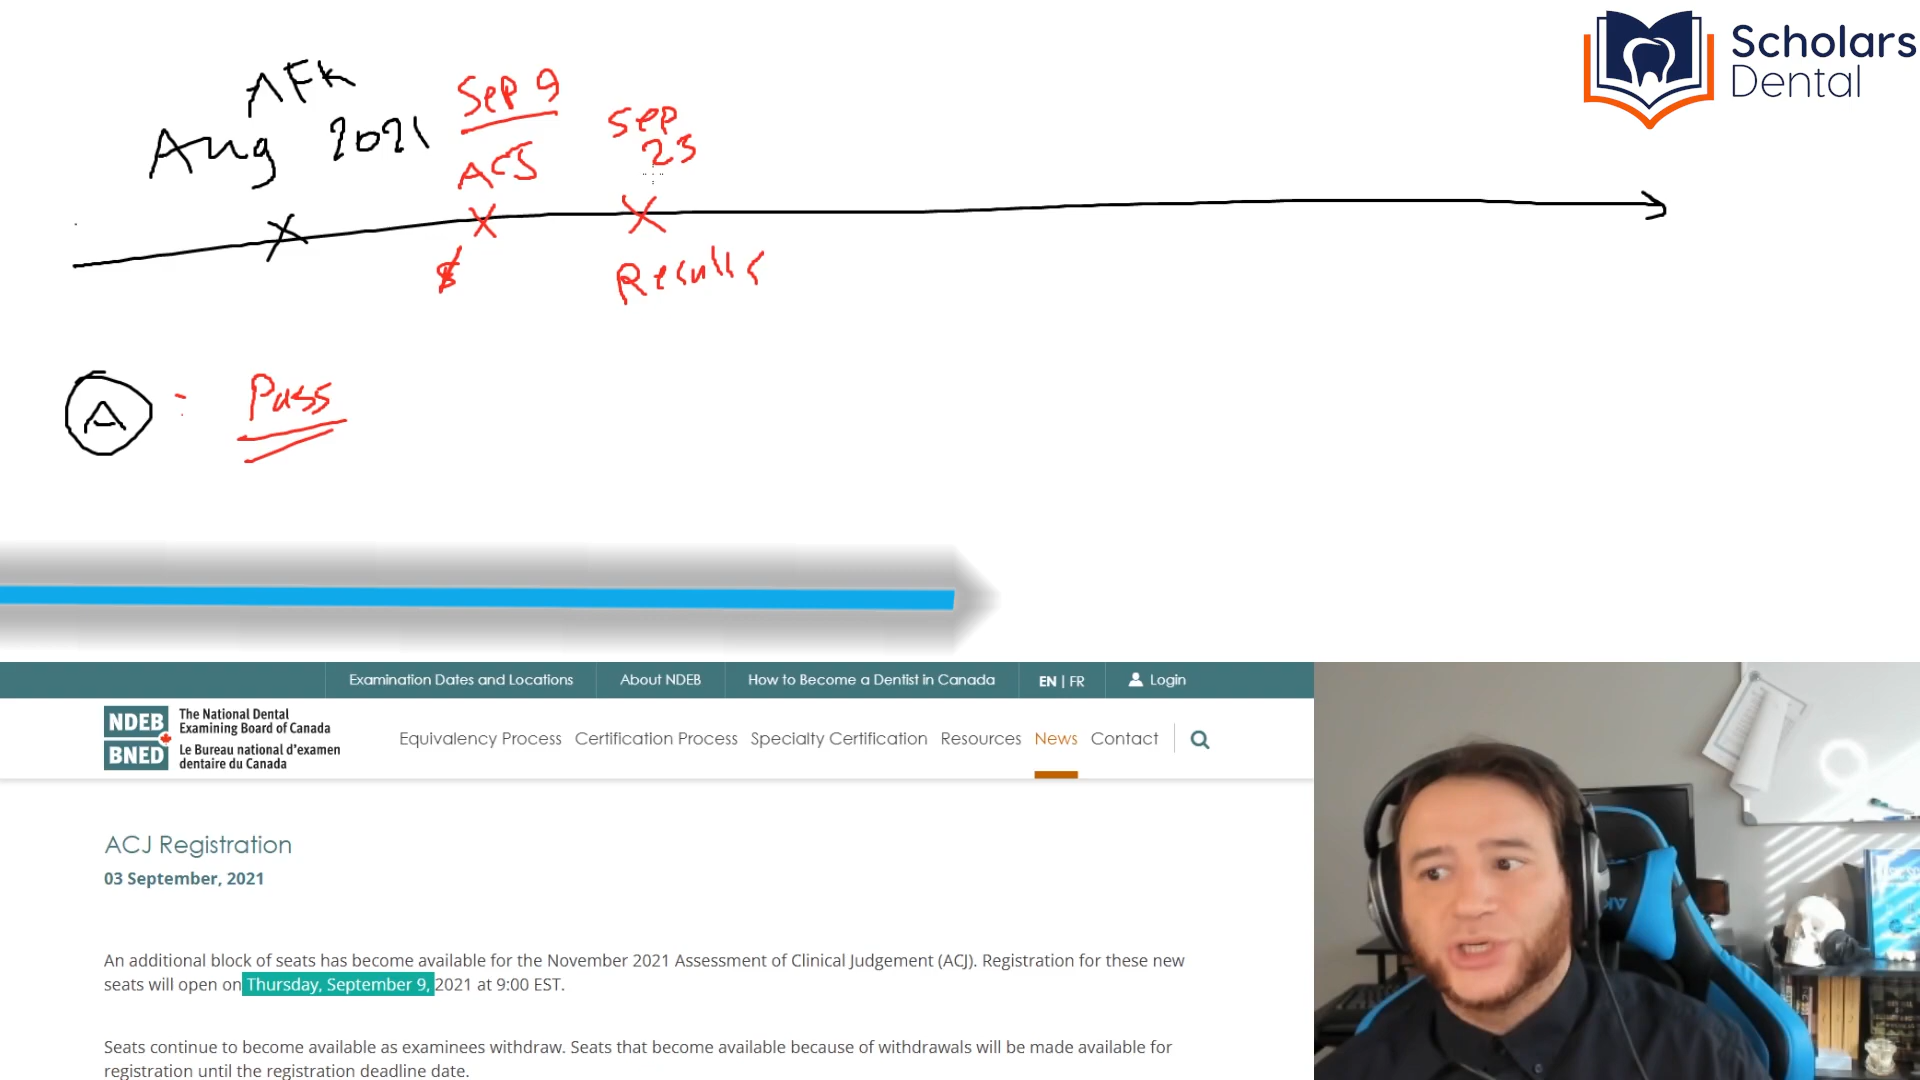 Scholars
Dental
AFK
Aug 2021
Sep 9
ACJ
$
Sep
23
Results
A : Pass
Examination Dates and Locations
About NDEB
How to Become a Dentist in Canada
EN | FR
Login
NDEB
BNED
The National Dental
Examining Board of Canada
Le Bureau national d'examen
dentaire du Canada
Equivalency Process
Certification Process
Specialty Certification
Resources
News
Contact
ACJ Registration
03 September, 2021
An additional block of seats has become available for the November 2021 Assessment of Clinical Judgement (ACJ). Registration for these new
seats will open on Thursday, September 9, 2021 at 9:00 EST.
Seats continue to become available as examinees withdraw. Seats that become available because of withdrawals will be made available for
registration until the registration deadline date.